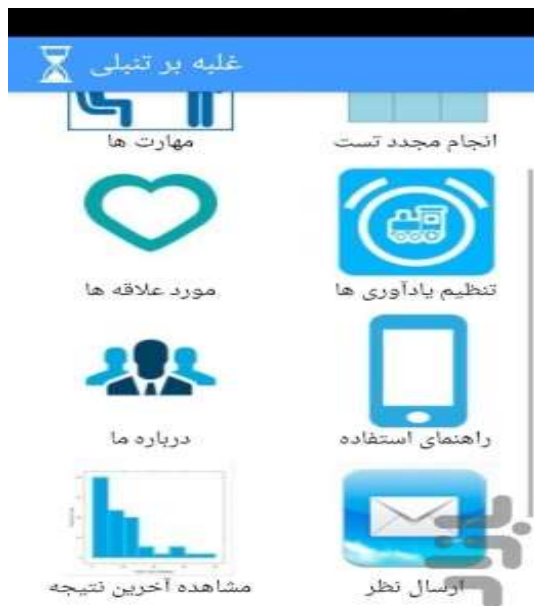 غلبه بر تنبلی
انجام مجدد تست
مهارت ها
تنظیم یادآوری ها
مورد علاقه ها
راهنمای استفاده
درباره ما
ارسال نظر
مشاهده آخرین نتیجه